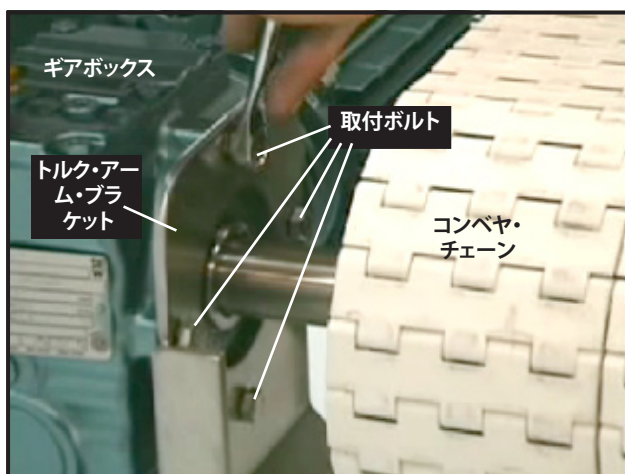 ギアボックス
取付ボルト
トルク・アー
ム・ブラ
ケット
コンベヤ・
チェーン